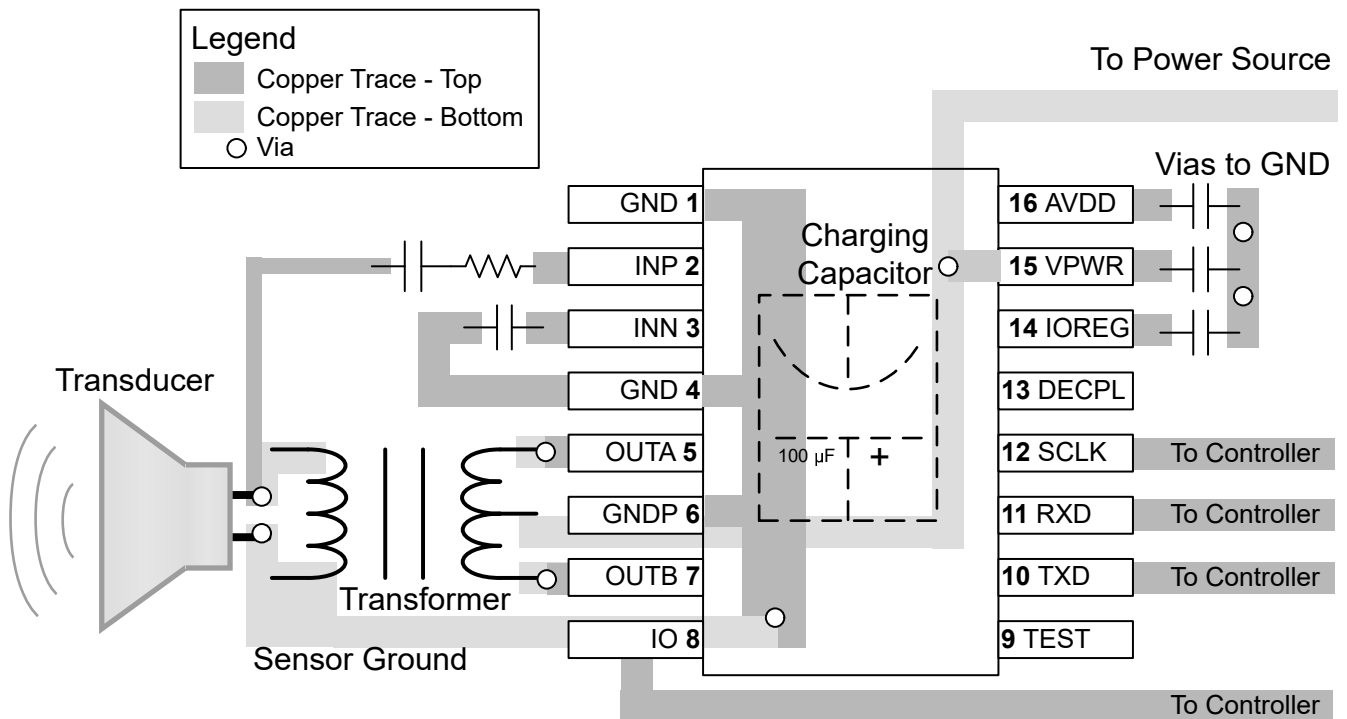 Legend
Copper Trace - Top
Copper Trace - Bottom
Via
To Power Source
Vias to GND
GND 1
16 AVDD
Charging
Capacitor
INP 2
15 VPWR
INN 3
14 IOREG
Transducer
GND 4
13 DECPL
OUTA 5
100 µF
+
12 SCLK
To Controller
GNDP 6
11 RXD
To Controller
OUTB 7
10 TXD
To Controller
Transformer
IO 8
9 TEST
Sensor Ground
To Controller